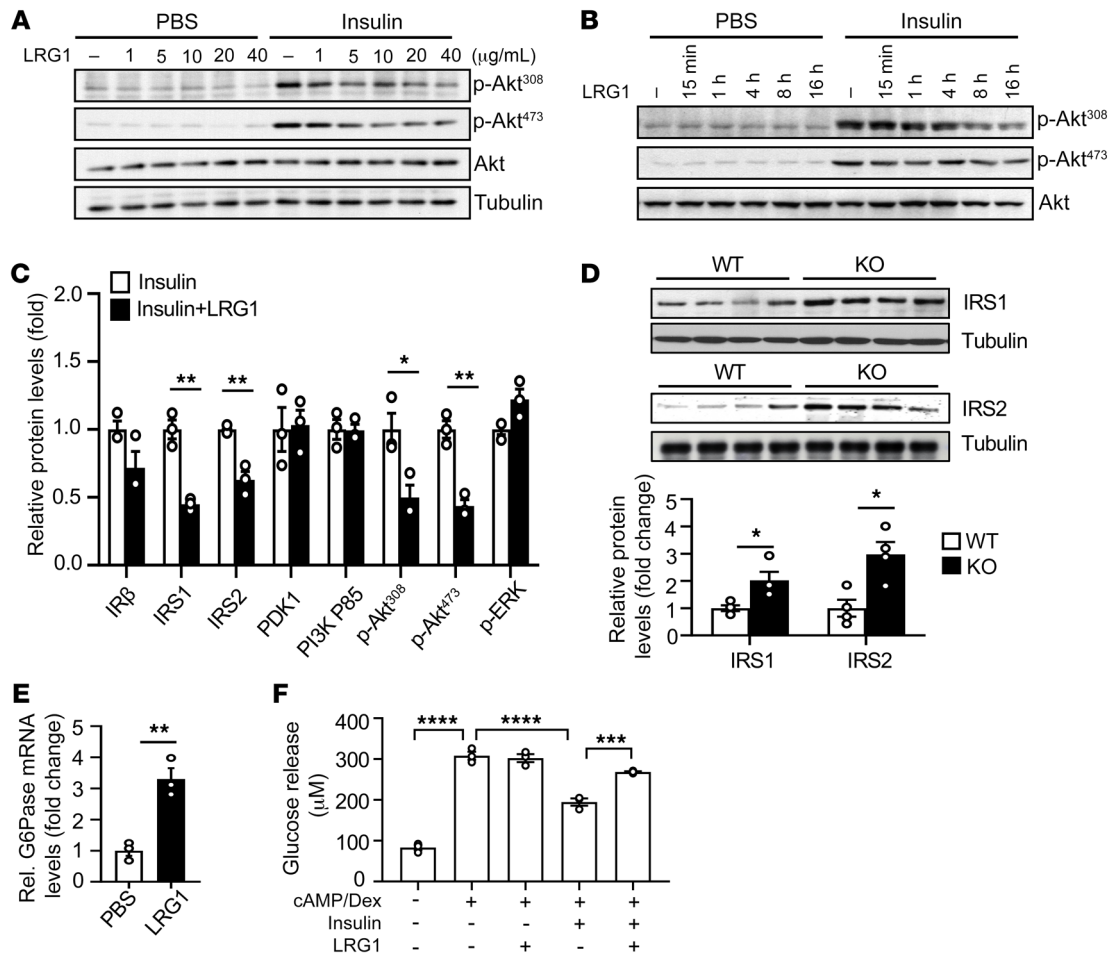 A
PBS Insulin
LRG1 – 1 5 10 20 40 – 1 5 10 20 40 (μg/mL)
p-Akt308
p-Akt473
Akt
Tubulin
B
PBS Insulin
LRG1 – 15 min 1 h 4 h 8 h 16 h – 15 min 1 h 4 h 8 h 16 h
p-Akt308
p-Akt473
Akt
C
Insulin
Insulin+LRG1
Relative protein levels (fold)
2.0
1.5
1.0
0.5
0.0
** ** * **
IRβ IRS1 IRS2 PDK1 PI3K P85 p-Akt308 p-Akt473 p-ERK
D
WT KO
IRS1
Tubulin
WT KO
IRS2
Tubulin
Relative protein
levels (fold change)
5
4
3
2
1
0
* *
WT
KO
IRS1 IRS2
E
Rel. G6Pase mRNA
levels (fold change)
5
4
3
2
1
0
**
PBS LRG1
F
Glucose release
(μM)
400
300
200
100
0
**** **** ***
cAMP/Dex - + + + +
Insulin - - - + +
LRG1 - - + - +